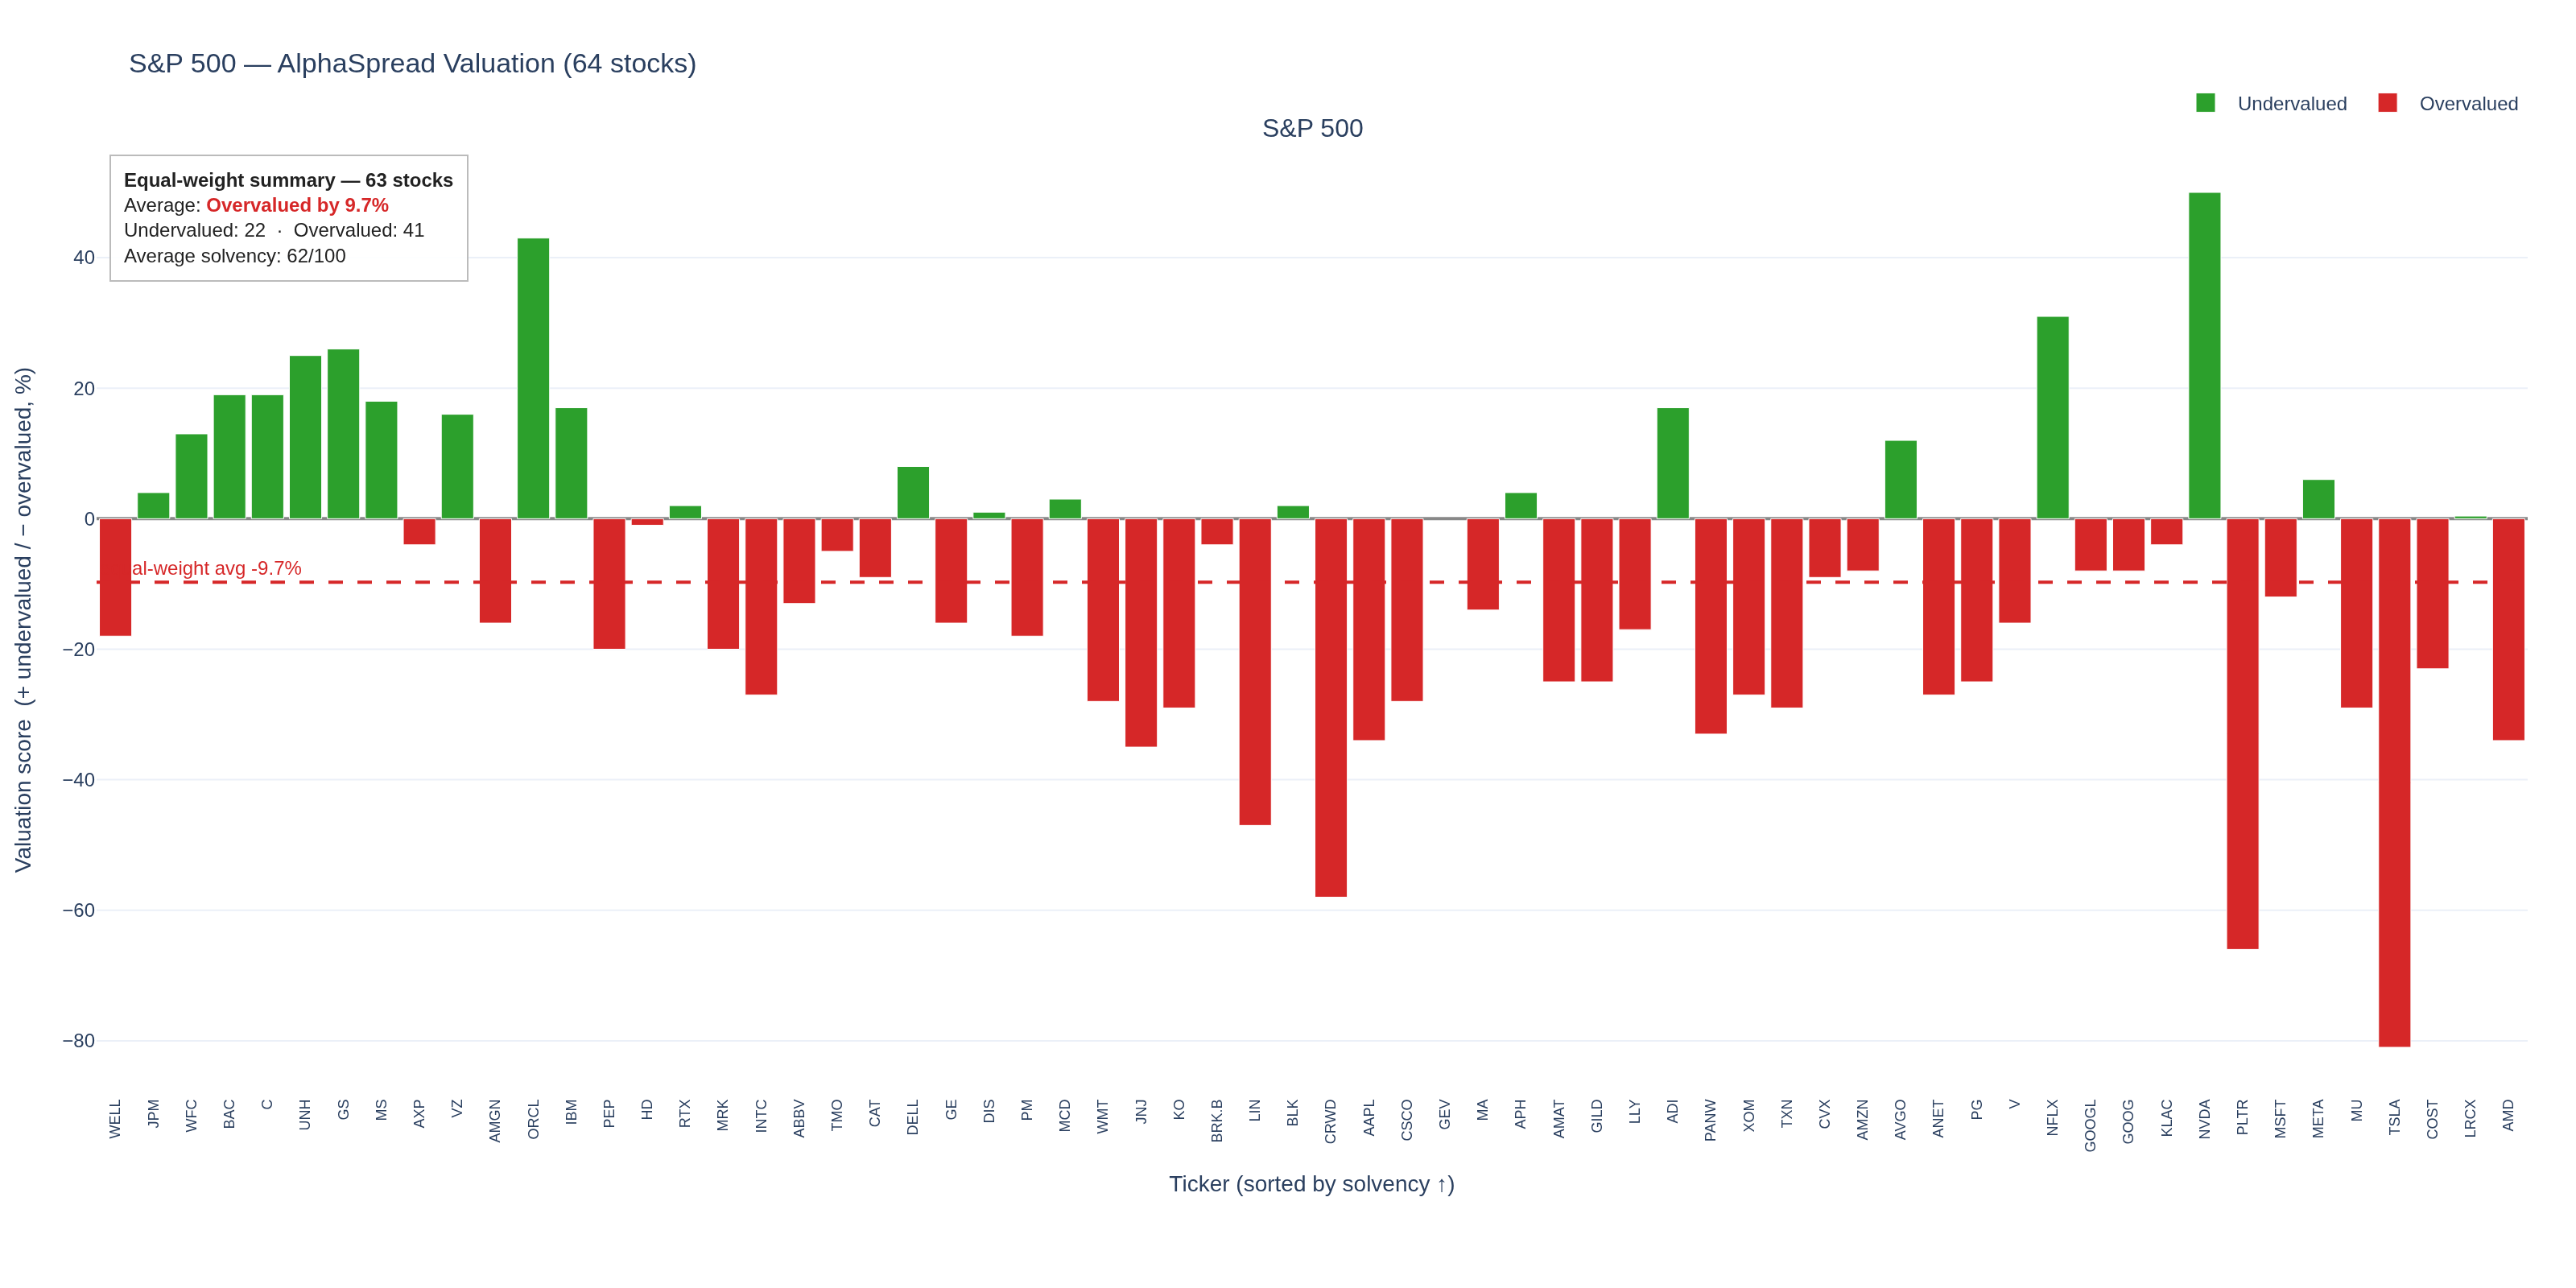 S&P 500 — AlphaSpread Valuation (64 stocks)
Undervalued
Overvalued
S&P 500
Equal-weight summary — 63 stocks
Average: Overvalued by 9.7%
Undervalued: 22 · Overvalued: 41
Average solvency: 62/100
Valuation score (+ undervalued / − overvalued, %)
40
20
0
−20
−40
−60
−80
al-weight avg -9.7%
WELL
JPM
WFC
BAC
C
UNH
GS
MS
AXP
VZ
AMGN
ORCL
IBM
PEP
HD
RTX
MRK
INTC
ABBV
TMO
CAT
DELL
GE
DIS
PM
MCD
WMT
JNJ
KO
BRK.B
LIN
BLK
CRWD
AAPL
CSCO
GEV
MA
APH
AMAT
GILD
LLY
ADI
PANW
XOM
TXN
CVX
AMZN
AVGO
ANET
PG
V
NFLX
GOOGL
GOOG
KLAC
NVDA
PLTR
MSFT
META
MU
TSLA
COST
LRCX
AMD
Ticker (sorted by solvency ↑)